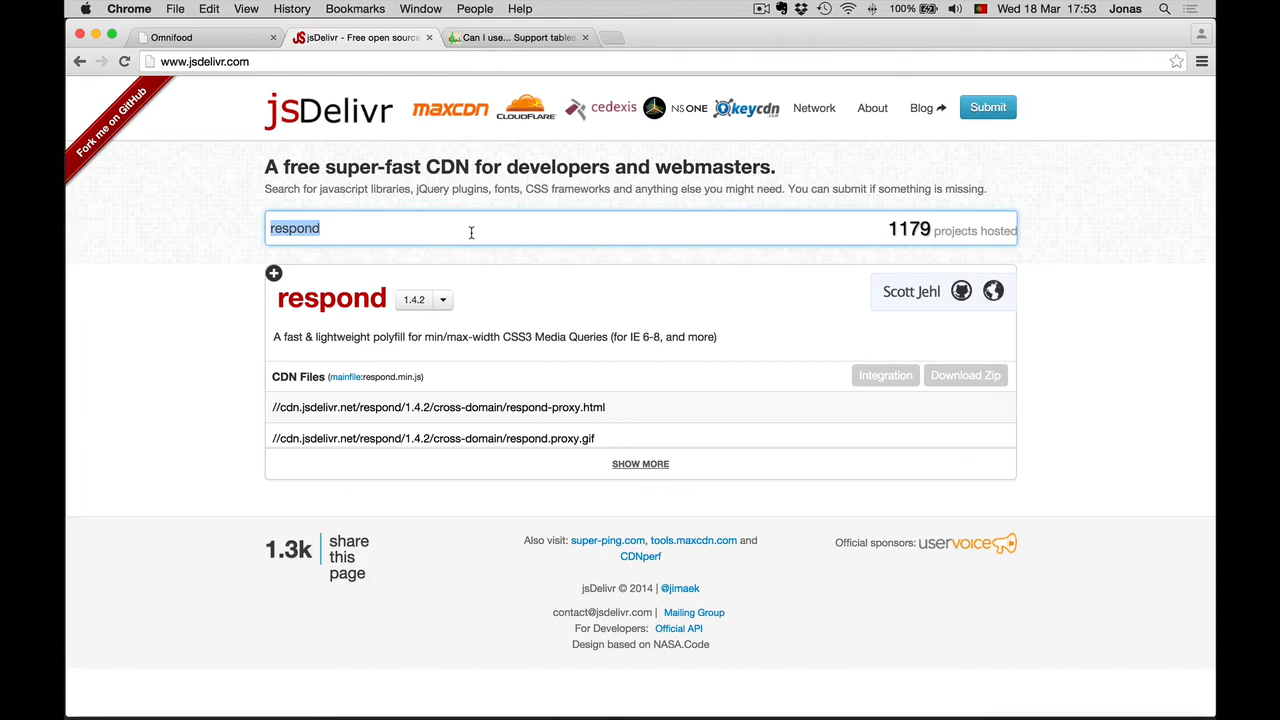 Chrome File Edit View History Bookmarks Window People Help 100% Wed 18 Mar 17:53 Jonas
Omnifood jsDelivr - Free open source Can I use... Support tables
www.jsdelivr.com
Fork me on GitHub
jsDelivr maxcdn CLOUDFLARE cedexis NSONE keycdn Network About Blog Submit
A free super-fast CDN for developers and webmasters.
Search for javascript libraries, jQuery plugins, fonts, CSS frameworks and anything else you might need. You can submit if something is missing.
respond 1179 projects hosted
respond 1.4.2 Scott Jehl
A fast & lightweight polyfill for min/max-width CSS3 Media Queries (for IE 6-8, and more)
CDN Files (mainfile:respond.min.js) Integration Download Zip
//cdn.jsdelivr.net/respond/1.4.2/cross-domain/respond-proxy.html
//cdn.jsdelivr.net/respond/1.4.2/cross-domain/respond.proxy.gif
SHOW MORE
1.3k share
this
page
Also visit: super-ping.com, tools.maxcdn.com and
CDNperf
Official sponsors: uservoice
jsDelivr © 2014 | @jimaek
contact@jsdelivr.com | Mailing Group
For Developers: Official API
Design based on NASA.Code